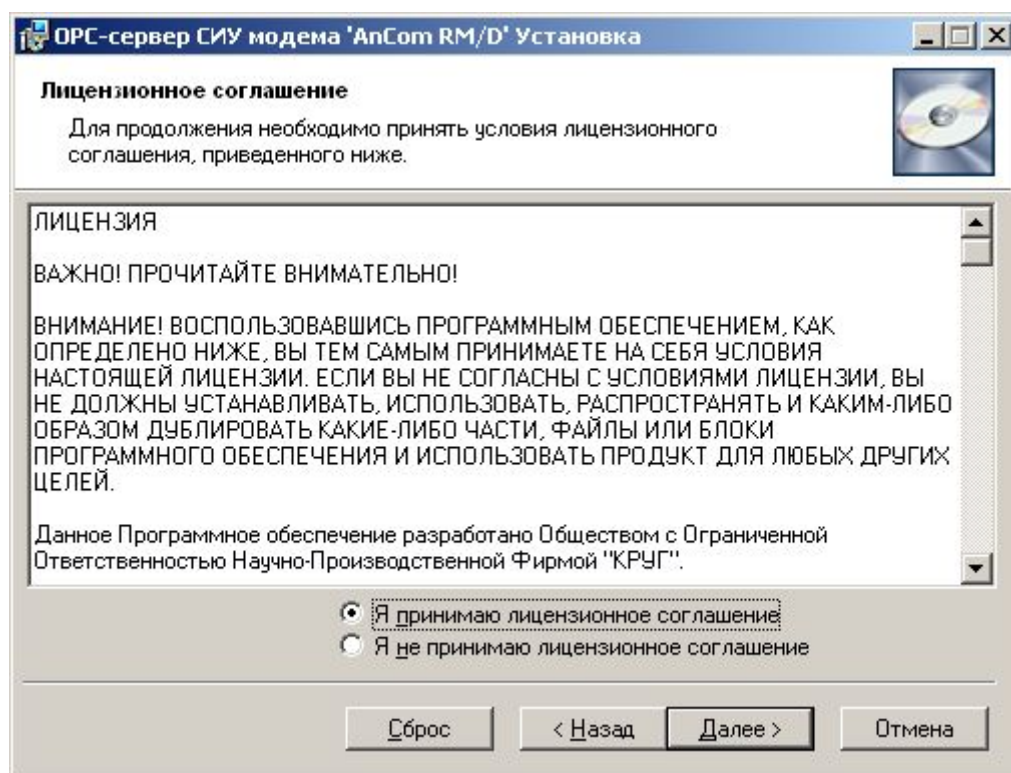 ОРС-сервер СИУ модема 'AnCom RM/D' Установка
Лицензионное соглашение
Для продолжения необходимо принять условия лицензионного
соглашения, приведенного ниже.
ЛИЦЕНЗИЯ
ВАЖНО! ПРОЧИТАЙТЕ ВНИМАТЕЛЬНО!
ВНИМАНИЕ! ВОСПОЛЬЗОВАВШИСЬ ПРОГРАММНЫМ ОБЕСПЕЧЕНИЕМ, КАК
ОПРЕДЕЛЕНО НИЖЕ, ВЫ ТЕМ САМЫМ ПРИНИМАЕТЕ НА СЕБЯ УСЛОВИЯ
НАСТОЯЩЕЙ ЛИЦЕНЗИИ. ЕСЛИ ВЫ НЕ СОГЛАСНЫ С УСЛОВИЯМИ ЛИЦЕНЗИИ, ВЫ
НЕ ДОЛЖНЫ УСТАНАВЛИВАТЬ, ИСПОЛЬЗОВАТЬ, РАСПРОСТРАНЯТЬ И КАКИМ-ЛИБО
ОБРАЗОМ ДУБЛИРОВАТЬ КАКИЕ-ЛИБО ЧАСТИ, ФАЙЛЫ ИЛИ БЛОКИ
ПРОГРАММНОГО ОБЕСПЕЧЕНИЯ И ИСПОЛЬЗОВАТЬ ПРОДУКТ ДЛЯ ЛЮБЫХ ДРУГИХ
ЦЕЛЕЙ.
Данное Программное обеспечение разработано Обществом с Ограниченной
Ответственностью Научно-Производственной Фирмой "КРУГ".
Я принимаю лицензионное соглашение
Я не принимаю лицензионное соглашение
Сброс < Назад Далее > Отмена